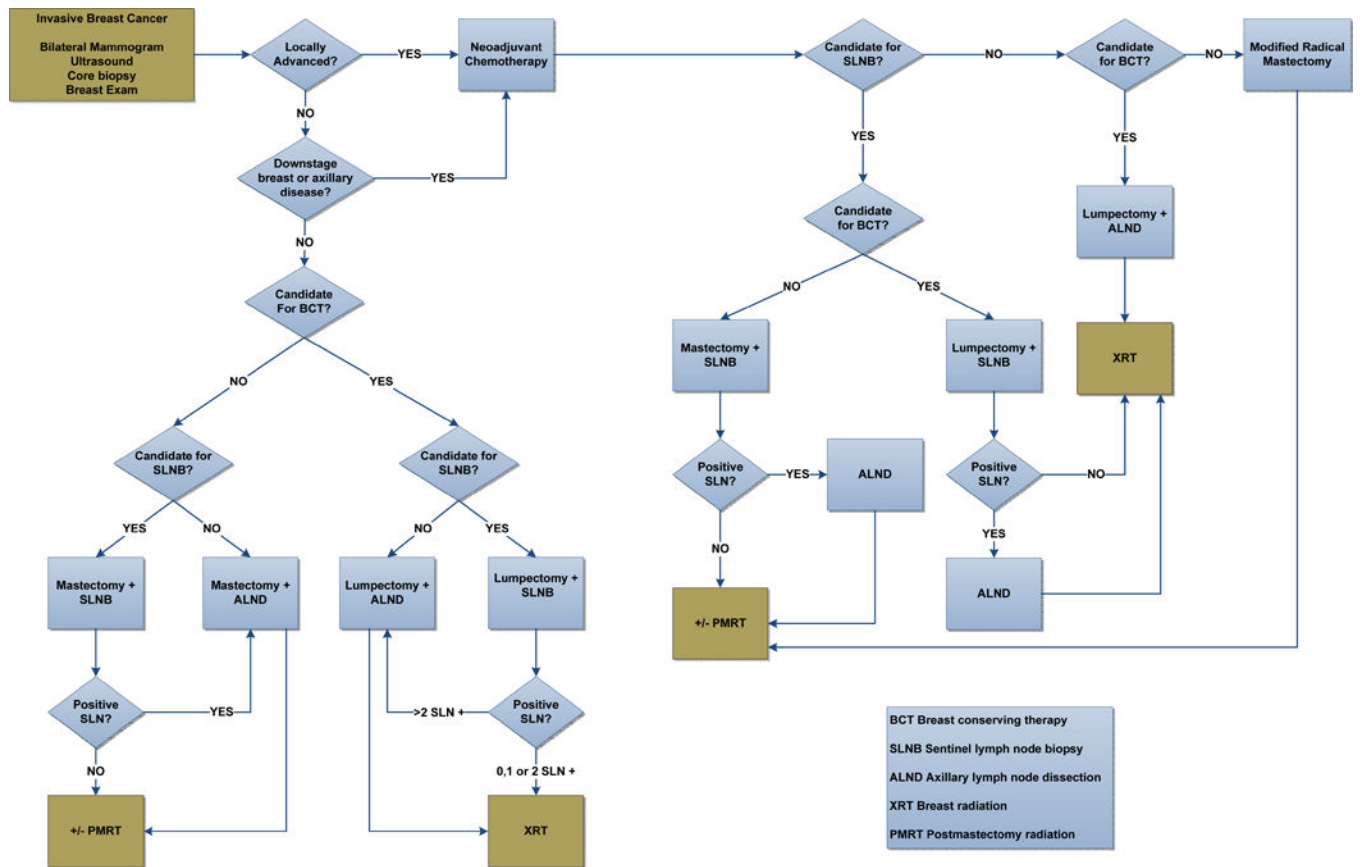 Invasive Breast Cancer
Bilateral Mammogram
Ultrasound
Core biopsy
Breast Exam
Locally
Advanced?
YES
Neoadjuvant
Chemotherapy
Candidate for
SLNB?
NO
Candidate
for BCT?
NO
Modified Radical
Mastectomy
NO
YES
YES
Downstage
breast or axillary
disease?
YES
Candidate
for BCT?
Lumpectomy +
ALND
NO
Candidate
For BCT?
NO
YES
Mastectomy +
SLNB
Lumpectomy +
SLNB
XRT
NO
YES
Candidate for
SLNB?
Candidate for
SLNB?
Positive
SLN?
YES
ALND
Positive
SLN?
NO
YES
NO
NO
YES
NO
YES
Mastectomy +
SLNB
Mastectomy +
ALND
Lumpectomy +
ALND
Lumpectomy +
SLNB
ALND
+/- PMRT
Positive
SLN?
YES
>2 SLN +
Positive
SLN?
NO
0,1 or 2 SLN +
+/- PMRT
XRT
BCT Breast conserving therapy
SLNB Sentinel lymph node biopsy
ALND Axillary lymph node dissection
XRT Breast radiation
PMRT Postmastectomy radiation